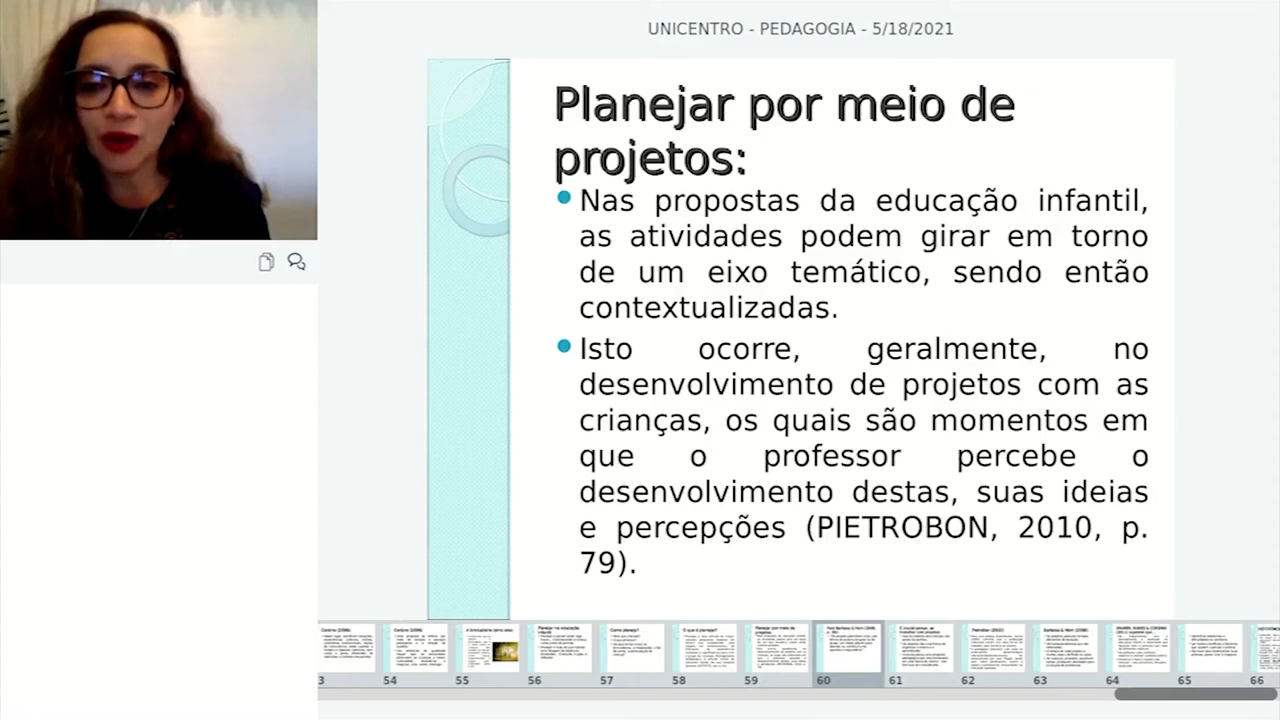 UNICENTRO - PEDAGOGIA - 5/18/2021
Planejar por meio de
projetos:
Nas propostas da educação infantil,
as atividades podem girar em torno
de um eixo temático, sendo então
contextualizadas.
Isto ocorre, geralmente, no
desenvolvimento de projetos com as
crianças, os quais são momentos em
que o professor percebe o
desenvolvimento destas, suas ideias
e percepções (PIETROBON, 2010, p.
79).
3 54 55 56 57 58 59 60 61 62 63 64 65 66